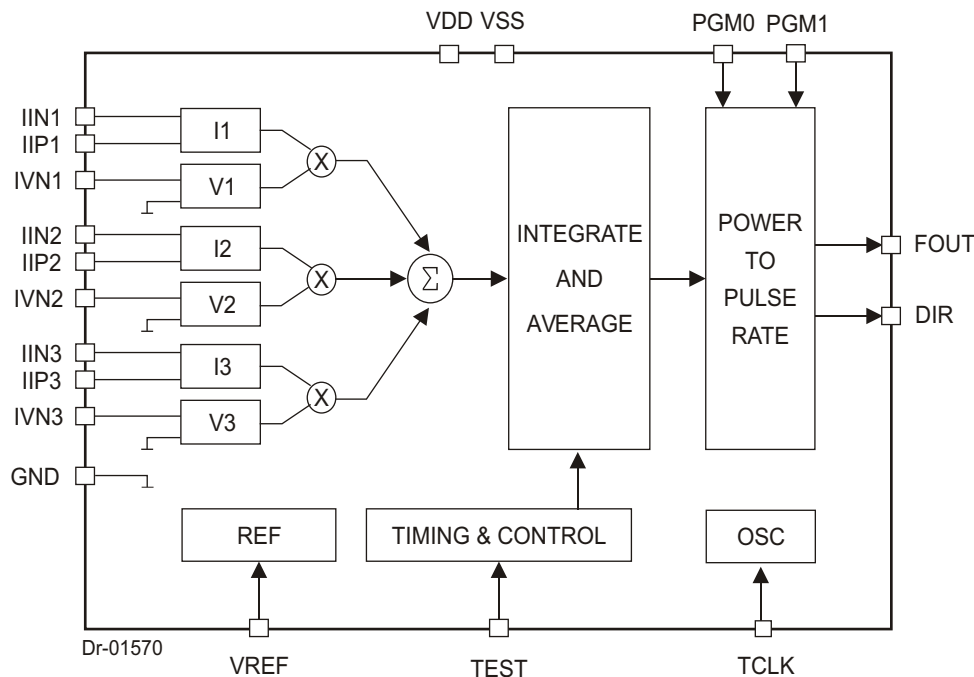 VDD VSS
PGM0 PGM1
IIN1
IIP1
I1
X
IVN1
V1
IIN2
IIP2
I2
X
IVN2
V2
IIN3
IIP3
I3
X
IVN3
V3
GND
Σ
INTEGRATE
AND
AVERAGE
POWER
TO
PULSE
RATE
FOUT
DIR
REF
TIMING & CONTROL
OSC
Dr-01570
VREF
TEST
TCLK